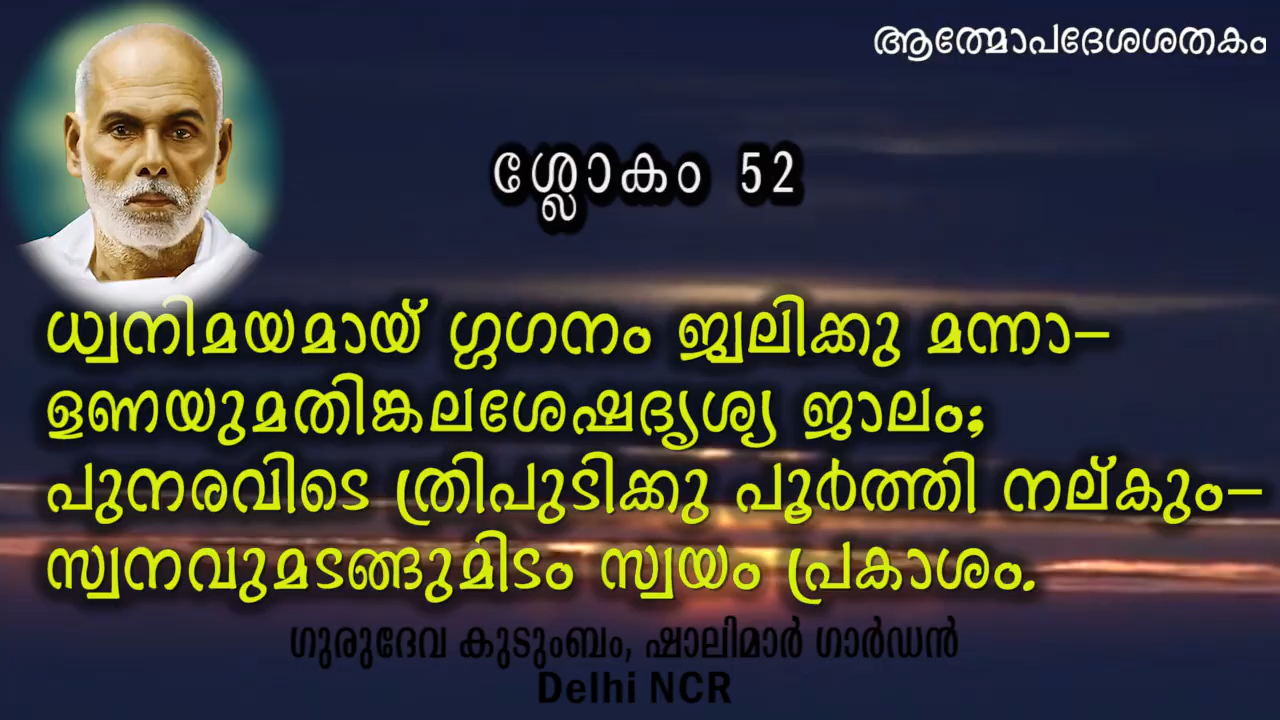 ആത്മോപദേശശതകം
ശ്ലോകം 52
ധ്വനിമയമായ് ഗ്ഗഗനം ജ്വലിക്കു മന്നാ–
ളണയുമതിങ്കലശേഷദൃശ്യ ജാലം;
പുനരവിടെ ത്രിപുടിക്കു പൂർത്തി നല്കും–
സ്വനവുമടങ്ങുമിടം സ്വയം പ്രകാശം.
ഗുരുദേവ കുടുംബം, ഷാലിമാർ ഗാർഡൻ
Delhi NCR